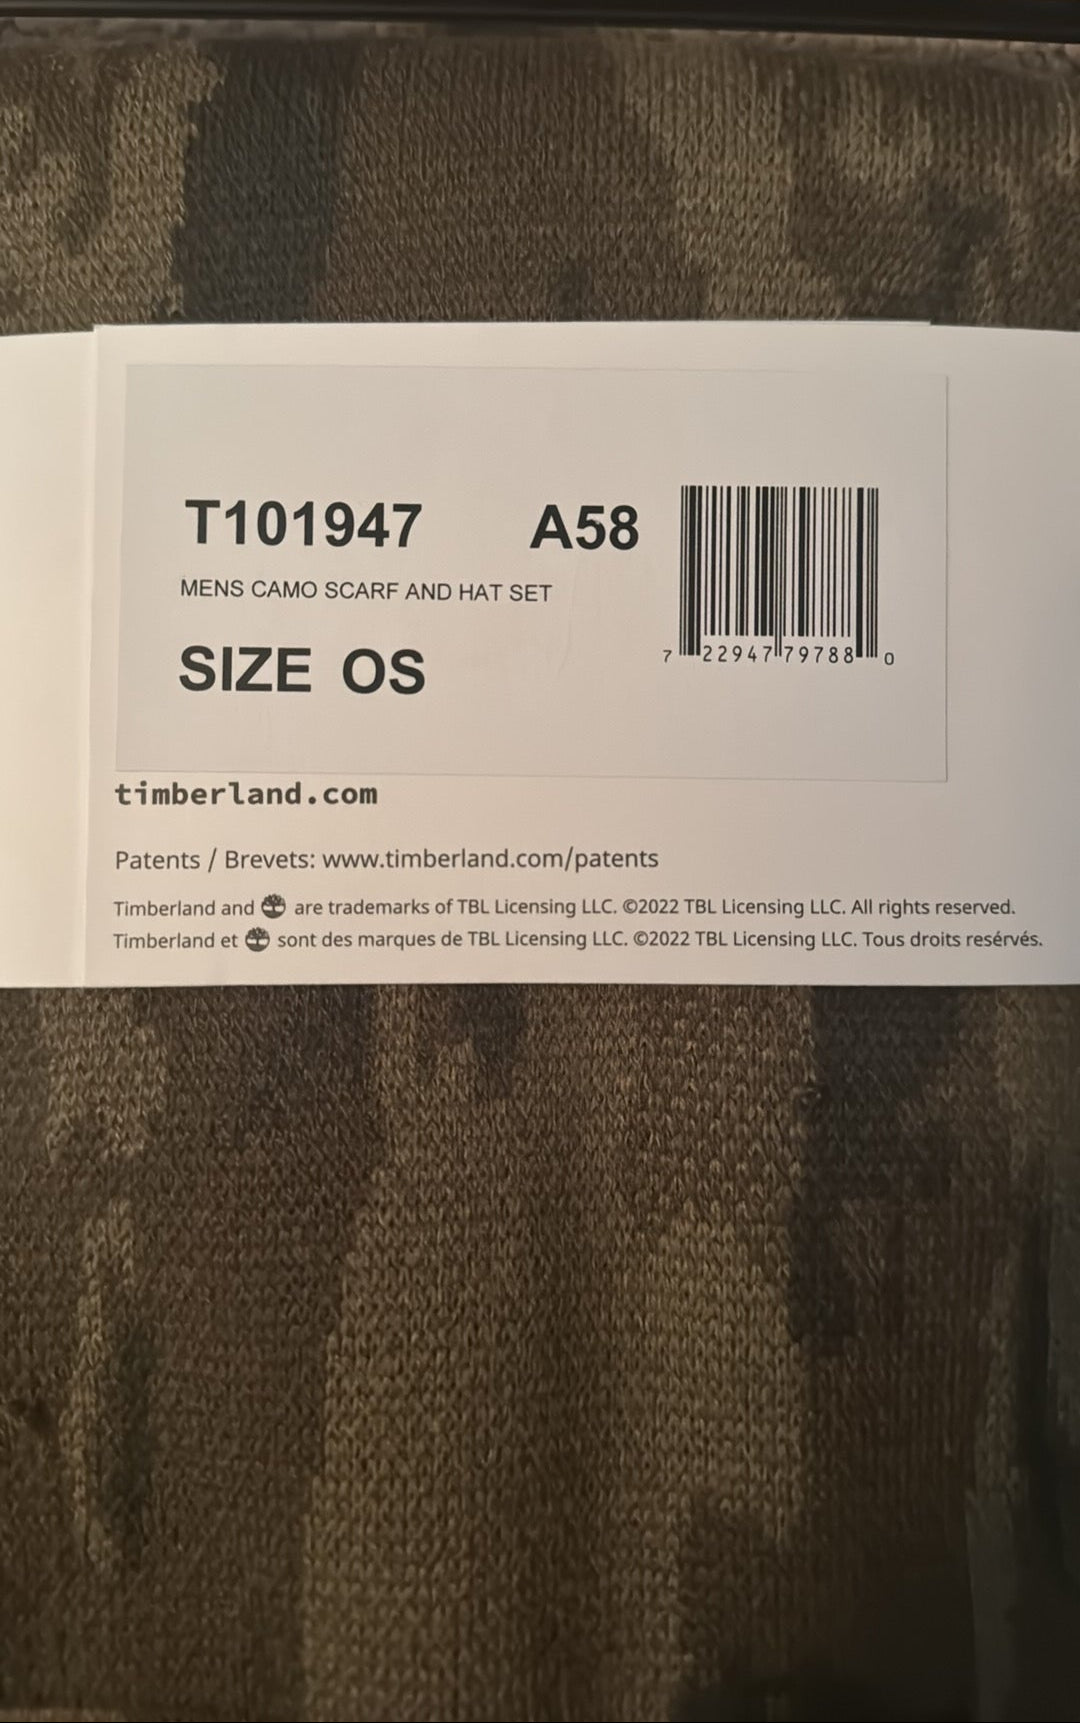 T101947 A58
MENS CAMO SCARF AND HAT SET
SIZE OS
7 22947 79788 0
timberland.com
Patents / Brevets: www.timberland.com/patents
Timberland and are trademarks of TBL Licensing LLC. ©2022 TBL Licensing LLC. All rights reserved.
Timberland et sont des marques de TBL Licensing LLC. ©2022 TBL Licensing LLC. Tous droits resérvés.